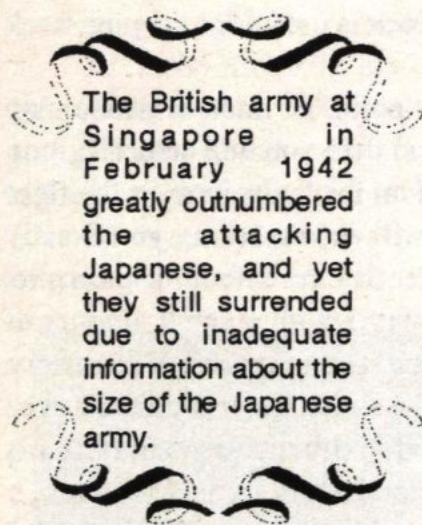 The British army at
Singapore in
February 1942
greatly outnumbered
the attacking
Japanese, and yet
they still surrended
due to inadequate
information about the
size of the Japanese
army.